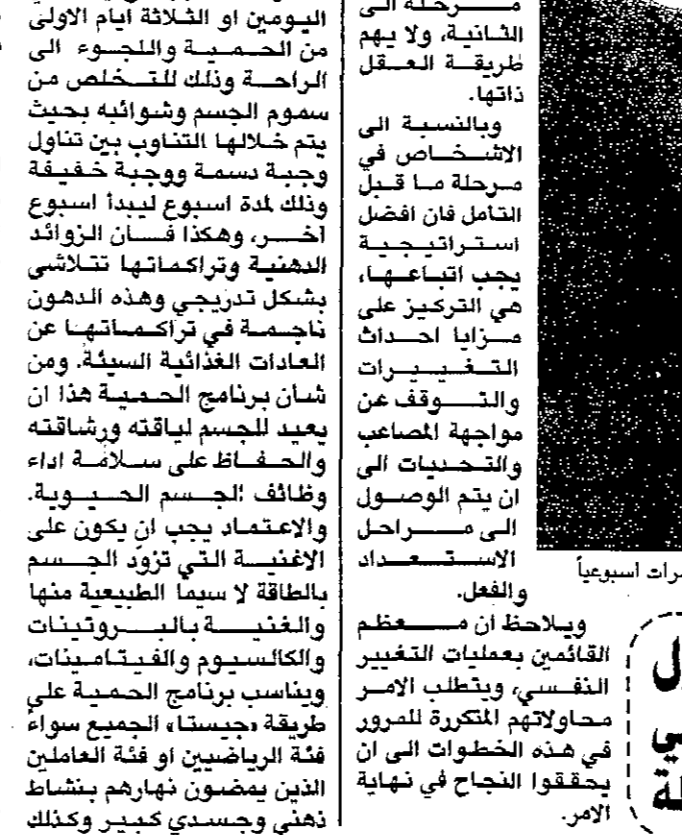 مرحلة الى
الثانية، ولا يهم
طريقة العقل
ذاتها.
وبالنسبة الى
الاشخاص في
مرحلة ما قبل
التامل فان افضل
استراتيجية
يجب اتباعها،
هي التركيز على
مزايا احداث
التغييرات
والتوقف عن
مواجهة المصاعب
والتحديات الى
ان يتم الوصول
الى مراحل
الاستعداد
والفعل.
ويلاحظ ان معظم
القائمين بعمليات التغيير
النفسي، ويتطلب الامر
محاولاتهم المتكررة للمرور
في هذه الخطوات الى ان
يحققوا النجاح في نهاية
الامر.
اليومين او الثلاثة ايام الاولى
من الحمية واللجوء الى
الراحة وذلك للتخلص من
سموم الجسم وشوائبه بحيث
يتم خلالها التناوب بين تناول
وجبة دسمة ووجبة خفيفة
وذلك لمدة اسبوع ليبدأ اسبوع
آخر، وهكذا فان الزوائد
الدهنية وتراكماتها تتلاشى
بشكل تدريجي وهذه الدهون
ناجمة في تراكماتها عن
العادات الغذائية السيئة. ومن
شأن برنامج الحمية هذا ان
يعيد للجسم لياقته ورشاقته
والحفاظ على سلامة اداء
وظائف الجسم الحيوية.
والاعتماد يجب ان يكون على
الاغنية التي تزود الجسم
بالطاقة لا سيما الطبيعية منها
والغنية بالبروتينات
والكالسيوم والفيتامينات،
ويناسب برنامج الحمية على
طريقة «جيستا» الجميع سواءً
فئة الرياضيين او فئة العاملين
الذين يمضون نهارهم بنشاط
ذهني وجسدي كبير وكذلك
اسبوعياً